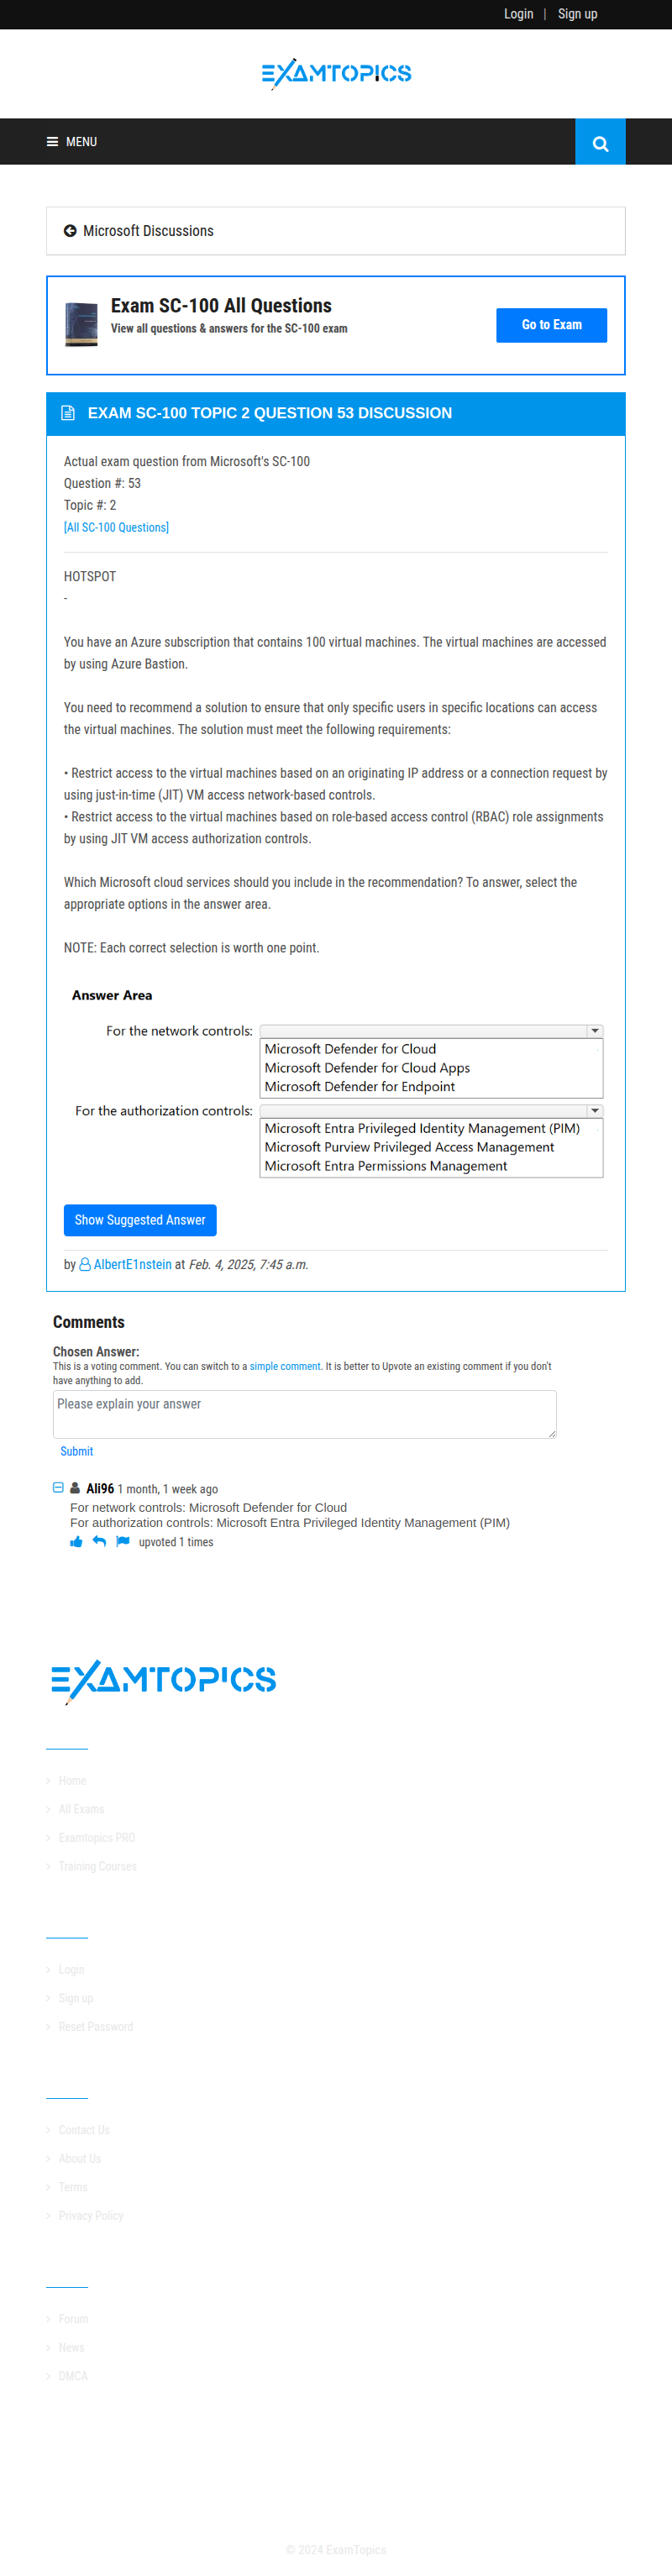 Login | Sign up
EXAMTOPICS
MENU
Microsoft Discussions
Exam SC-100 All Questions
View all questions & answers for the SC-100 exam
Go to Exam
EXAM SC-100 TOPIC 2 QUESTION 53 DISCUSSION
Actual exam question from Microsoft's SC-100
Question #: 53
Topic #: 2
[All SC-100 Questions]
HOTSPOT
-
You have an Azure subscription that contains 100 virtual machines. The virtual machines are accessed
by using Azure Bastion.
You need to recommend a solution to ensure that only specific users in specific locations can access
the virtual machines. The solution must meet the following requirements:
• Restrict access to the virtual machines based on an originating IP address or a connection request by
using just-in-time (JIT) VM access network-based controls.
• Restrict access to the virtual machines based on role-based access control (RBAC) role assignments
by using JIT VM access authorization controls.
Which Microsoft cloud services should you include in the recommendation? To answer, select the
appropriate options in the answer area.
NOTE: Each correct selection is worth one point.
Answer Area
For the network controls:
Microsoft Defender for Cloud
Microsoft Defender for Cloud Apps
Microsoft Defender for Endpoint
For the authorization controls:
Microsoft Entra Privileged Identity Management (PIM)
Microsoft Purview Privileged Access Management
Microsoft Entra Permissions Management
Show Suggested Answer
by AlbertE1nstein at Feb. 4, 2025, 7:45 a.m.
Comments
Chosen Answer:
This is a voting comment. You can switch to a simple comment. It is better to Upvote an existing comment if you don't
have anything to add.
Please explain your answer
Submit
Ali96 1 month, 1 week ago
For network controls: Microsoft Defender for Cloud
For authorization controls: Microsoft Entra Privileged Identity Management (PIM)
upvoted 1 times
EXAMTOPICS
Home
All Exams
Examtopics PRO
Training Courses
Login
Sign up
Reset Password
Contact Us
About Us
Terms
Privacy Policy
Forum
News
DMCA
© 2024 ExamTopics